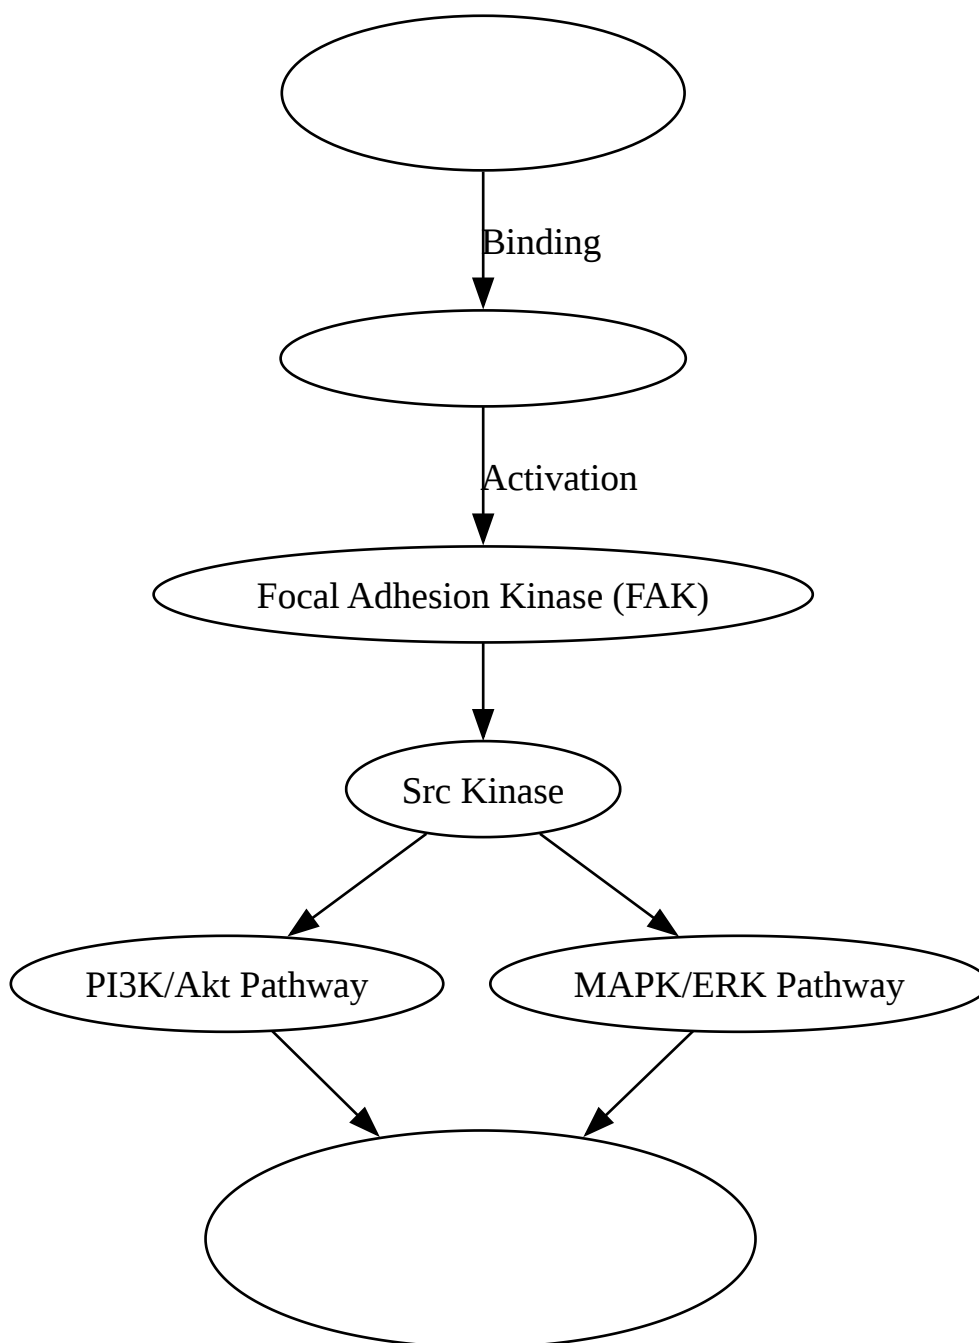 Binding
Activation
Focal Adhesion Kinase (FAK)
Src Kinase
PI3K/Akt Pathway
MAPK/ERK Pathway